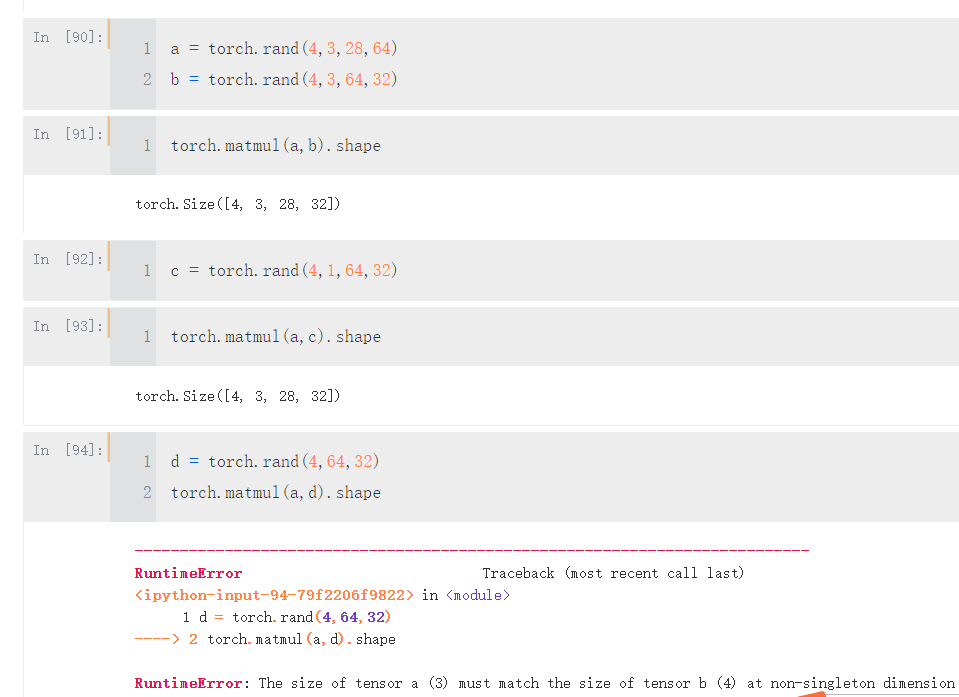 In [90]:
1 a = torch.rand(4,3,28,64)
2 b = torch.rand(4,3,64,32)
In [91]:
1 torch.matmul(a,b).shape
torch.Size([4, 3, 28, 32])
In [92]:
1 c = torch.rand(4,1,64,32)
In [93]:
1 torch.matmul(a,c).shape
torch.Size([4, 3, 28, 32])
In [94]:
1 d = torch.rand(4,64,32)
2 torch.matmul(a,d).shape
---------------------------------------------------------------------------
RuntimeError Traceback (most recent call last)
<ipython-input-94-79f2206f9822> in <module>
1 d = torch.rand(4,64,32)
----> 2 torch.matmul(a,d).shape
RuntimeError: The size of tensor a (3) must match the size of tensor b (4) at non-singleton dimension